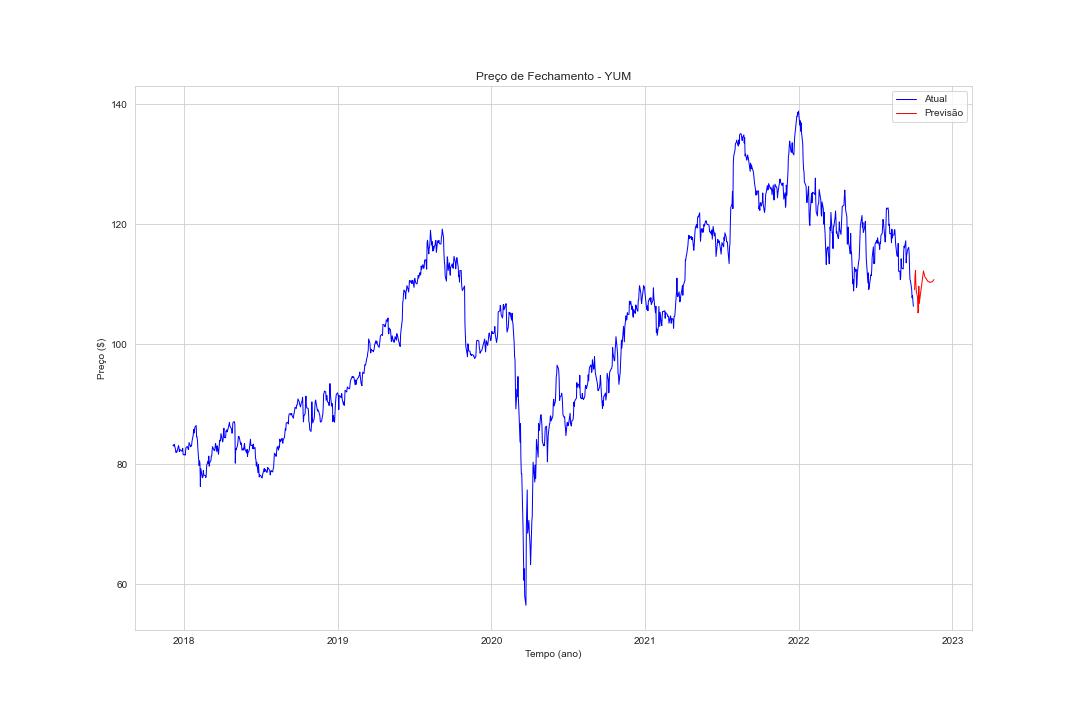 Preço de Fechamento - YUM
Atual
Previsão
140
120
100
80
60
Preço ($)
2018
2019
2020
2021
2022
2023
Tempo (ano)